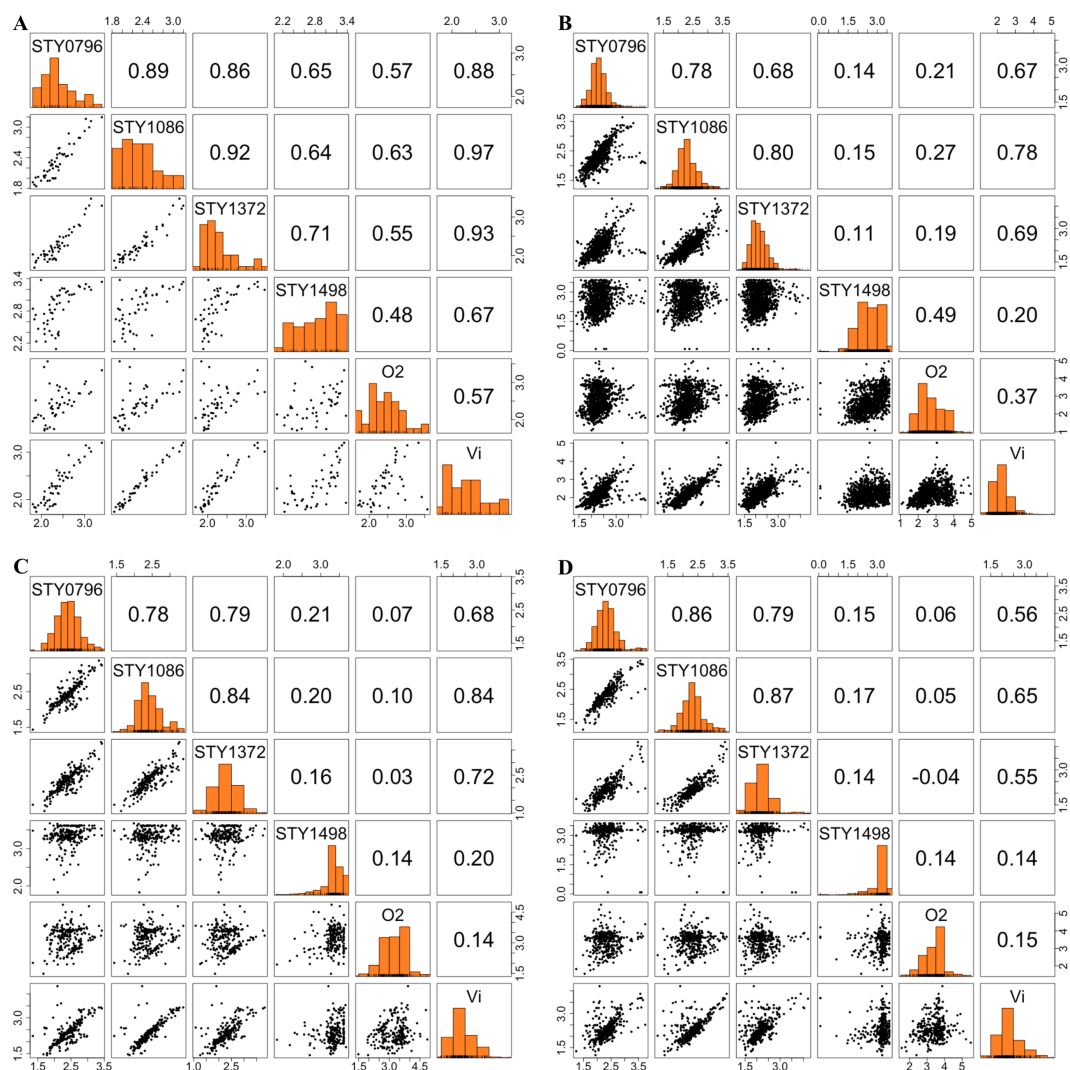 A
1.8 2.4 3.0 2.2 2.8 3.4 2.0 3.0
STY0796 0.89 0.86 0.65 0.57 0.88 2.0 3.0
1.8 2.4 3.0 STY1086 0.92 0.64 0.63 0.97
STY1372 0.71 0.55 0.93 2.0 3.0
2.2 2.8 3.4 STY1498 0.48 0.67
O2 0.57 2.0 3.0
2.0 3.0 Vi
2.0 3.0 2.0 3.0 2.0 3.0
B
1.5 2.5 3.5 0.0 1.5 3.0 2 3 4 5
STY0796 0.78 0.68 0.14 0.21 0.67 1.5 3.0
1.5 2.5 3.5 STY1086 0.80 0.15 0.27 0.78
STY1372 0.11 0.19 0.69 1.5 3.0
0.0 1.5 3.0 STY1498 0.49 0.20
O2 0.37 1 2 3 4 5
2 3 4 5 Vi
1.5 3.0 1.5 3.0 1 2 3 4 5
C
1.5 2.5 2.0 3.0 1.5 2.5 3.5
STY0796 0.78 0.79 0.21 0.07 0.68 1.5 2.5 3.5
1.5 2.5 STY1086 0.84 0.20 0.10 0.84
STY1372 0.16 0.03 0.72 1.0 2.5
2.0 3.0 STY1498 0.14 0.20
O2 0.14 1.5 3.0 4.5
1.5 3.0 Vi
1.5 2.5 3.5 1.0 2.5 1.5 3.0 4.5
D
1.5 2.5 3.5 0.0 1.5 3.0 1.5 3.0
STY0796 0.86 0.79 0.15 0.06 0.56 1.5 2.5 3.5
1.5 2.5 3.5 STY1086 0.87 0.17 0.05 0.65
STY1372 0.14 -0.04 0.55 1.5 3.0
0.0 1.5 3.0 STY1498 0.14 0.14
O2 0.15 2 3 4 5
1.5 3.0 Vi
1.5 2.5 3.5 1.5 3.0 2 3 4 5